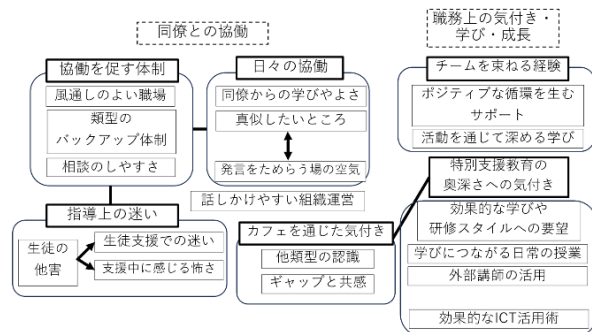 同僚との協働
職務上の気付き・
学び・成長
協働を促す体制
風通しのよい職場
類型の
バックアップ体制
相談のしやすさ
日々の協働
同僚からの学びやよさ
真似したいところ
発言をためらう場の空気
話しかけやすい組織運営
チームを束ねる経験
ポジティブな循環を生む
サポート
活動を通じて深める学び
指導上の迷い
生徒の
他害
生徒支援での迷い
支援中に感じる怖さ
カフェを通じた気付き
他類型の認識
ギャップと共感
特別支援教育の
奥深さへの気付き
効果的な学びや
研修スタイルへの要望
学びにつながる日常の授業
外部講師の活用
効果的なICT活用術